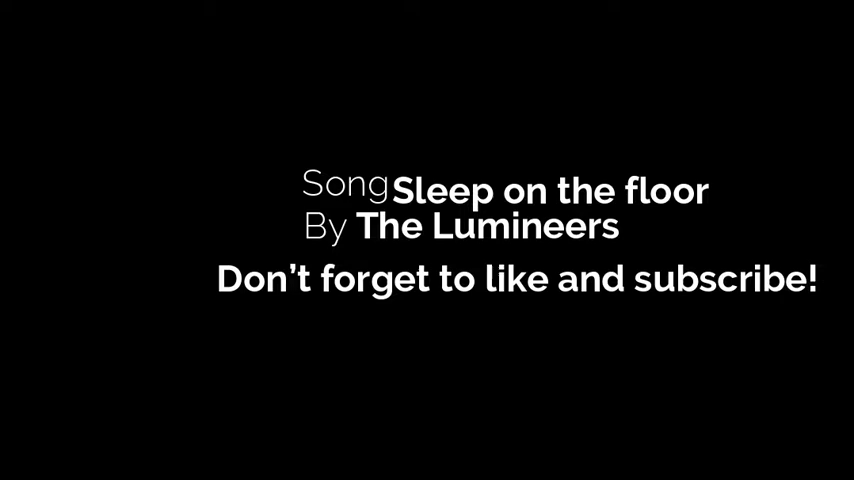 Song Sleep on the floor
By The Lumineers
Don’t forget to like and subscribe!